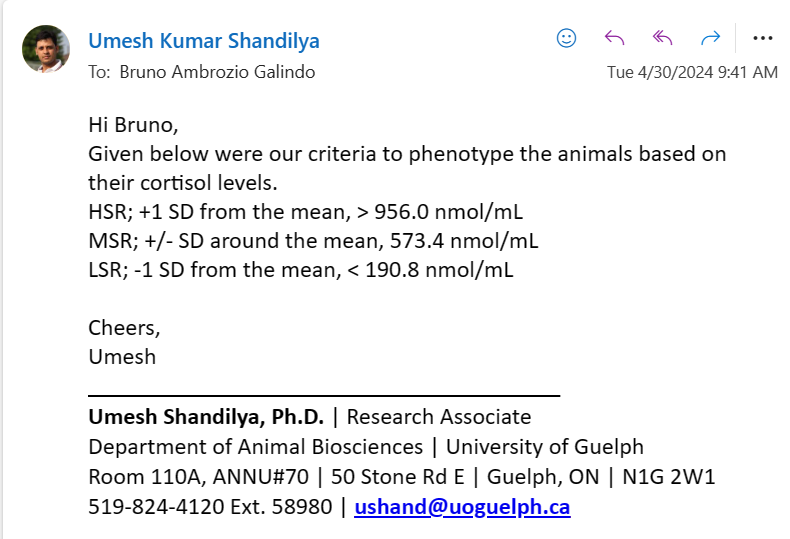 Umesh Kumar Shandilya
To: Bruno Ambrozio Galindo
Tue 4/30/2024 9:41 AM
Hi Bruno,
Given below were our criteria to phenotype the animals based on
their cortisol levels.
HSR; +1 SD from the mean, > 956.0 nmol/mL
MSR; +/- SD around the mean, 573.4 nmol/mL
LSR; -1 SD from the mean, < 190.8 nmol/mL
Cheers,
Umesh
Umesh Shandilya, Ph.D. | Research Associate
Department of Animal Biosciences | University of Guelph
Room 110A, ANNU#70 | 50 Stone Rd E | Guelph, ON | N1G 2W1
519-824-4120 Ext. 58980 | ushand@uoguelph.ca